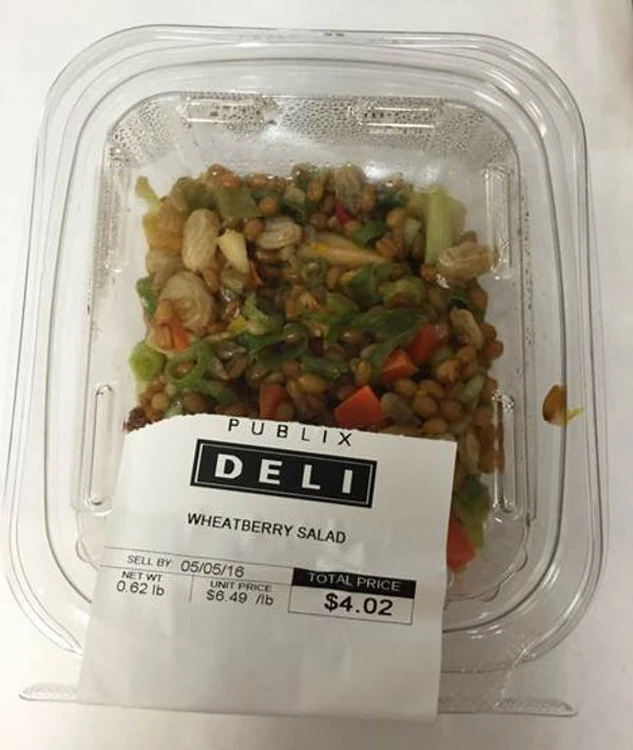 PUBLIX
DELI
WHEATBERRY SALAD
SELL BY 05/05/16
NET WT UNIT PRICE TOTAL PRICE
0.62 lb $6.49 /lb $4.02